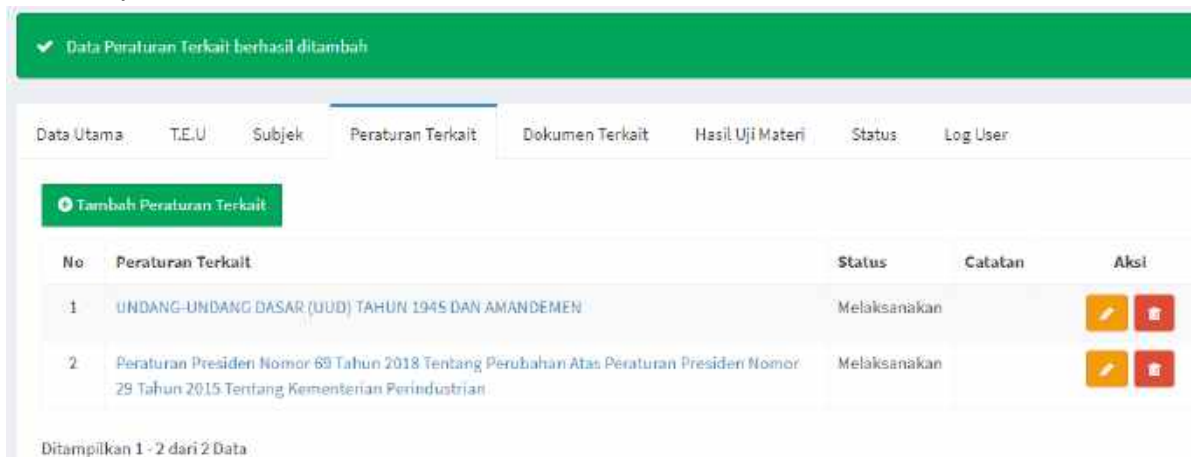 Data Peraturan Terkait berhasil ditambah
Data Utama T.E.U Subjek Peraturan Terkait Dokumen Terkait Hasil Uji Materi Status Log User
Tambah Peraturan Terkait
No Peraturan Terkait Status Catatan Aksi
1 UNDANG-UNDANG DASAR (UUD) TAHUN 1945 DAN AMANDEMEN Melaksanakan
2 Peraturan Presiden Nomor 69 Tahun 2018 Tentang Perubahan Atas Peraturan Presiden Nomor Melaksanakan
29 Tahun 2015 Tentang Kementerian Perindustrian
Ditampilkan 1 - 2 dari 2 Data